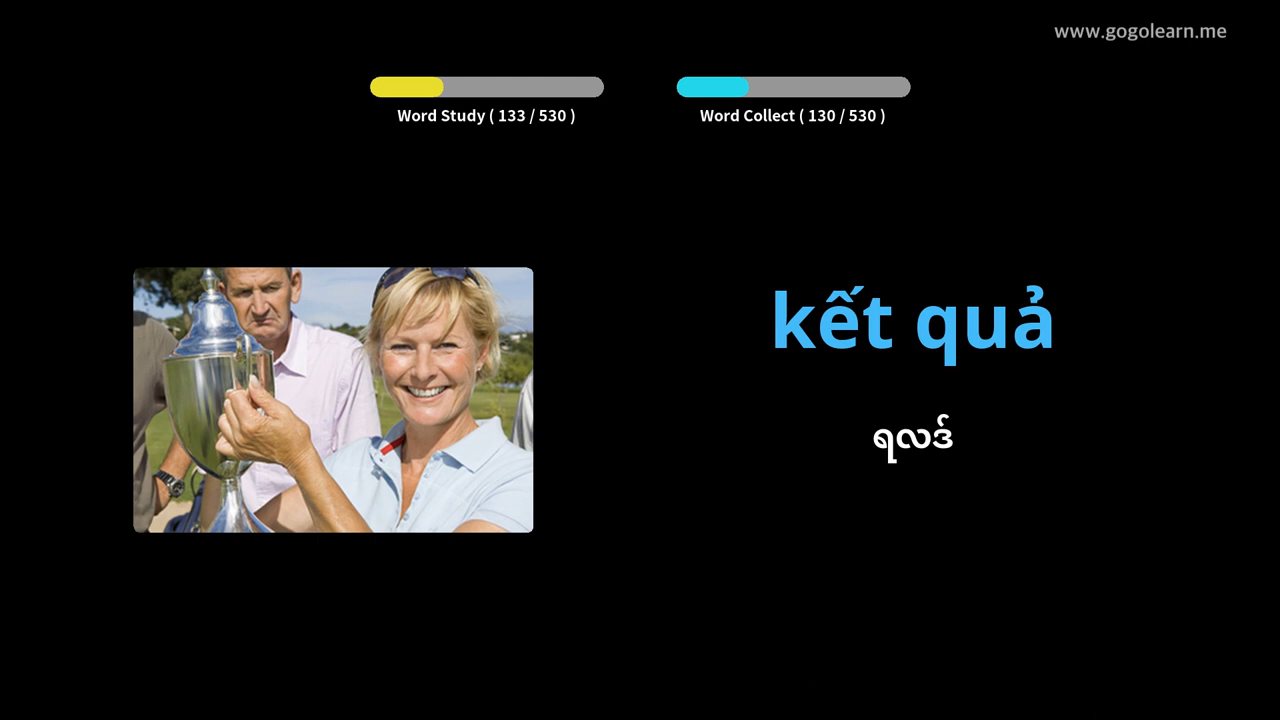 www.gogolearn.me
Word Study ( 133 / 530 )
Word Collect ( 130 / 530 )
kết quả
ရလဒ်